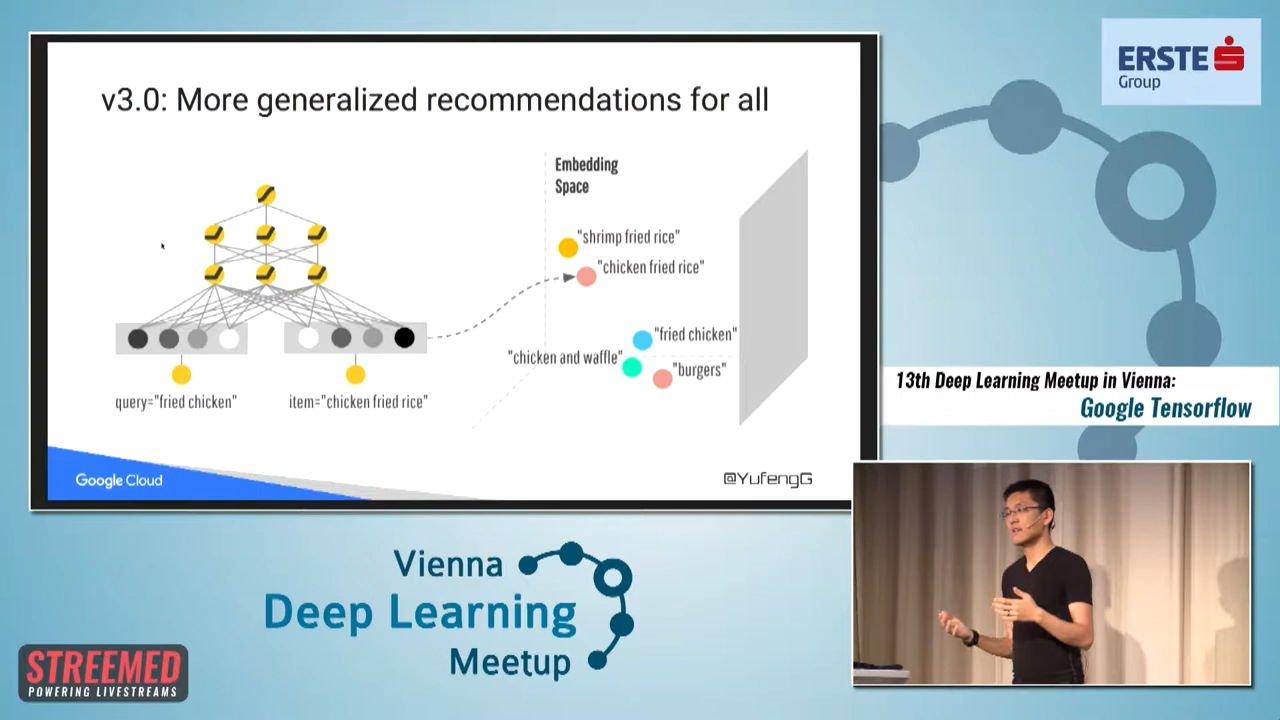 v3.0: More generalized recommendations for all
Embedding
Space
"shrimp fried rice"
"chicken fried rice"
"fried chicken"
"chicken and waffle"
"burgers"
query="fried chicken"
item="chicken fried rice"
Google Cloud
@YufengG
ERSTE
Group
13th Deep Learning Meetup in Vienna:
Google Tensorflow
Vienna
Deep Learning
Meetup
STREEMED
POWERING LIVESTREAMS